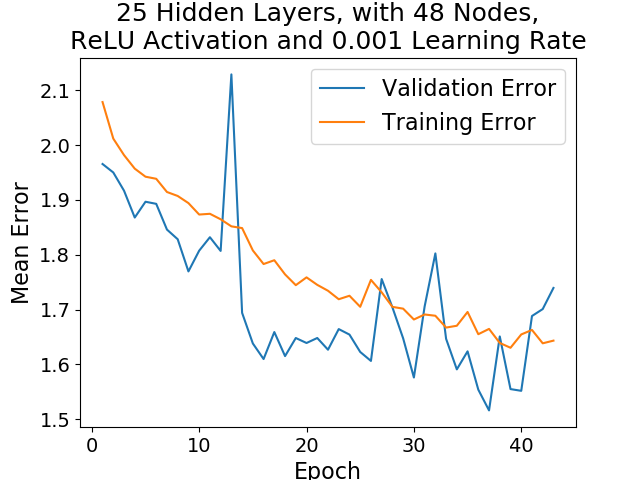 25 Hidden Layers, with 48 Nodes,
ReLU Activation and 0.001 Learning Rate
Validation Error
Training Error
Mean Error
2.1
2.0
1.9
1.8
1.7
1.6
1.5
0
10
20
30
40
Epoch